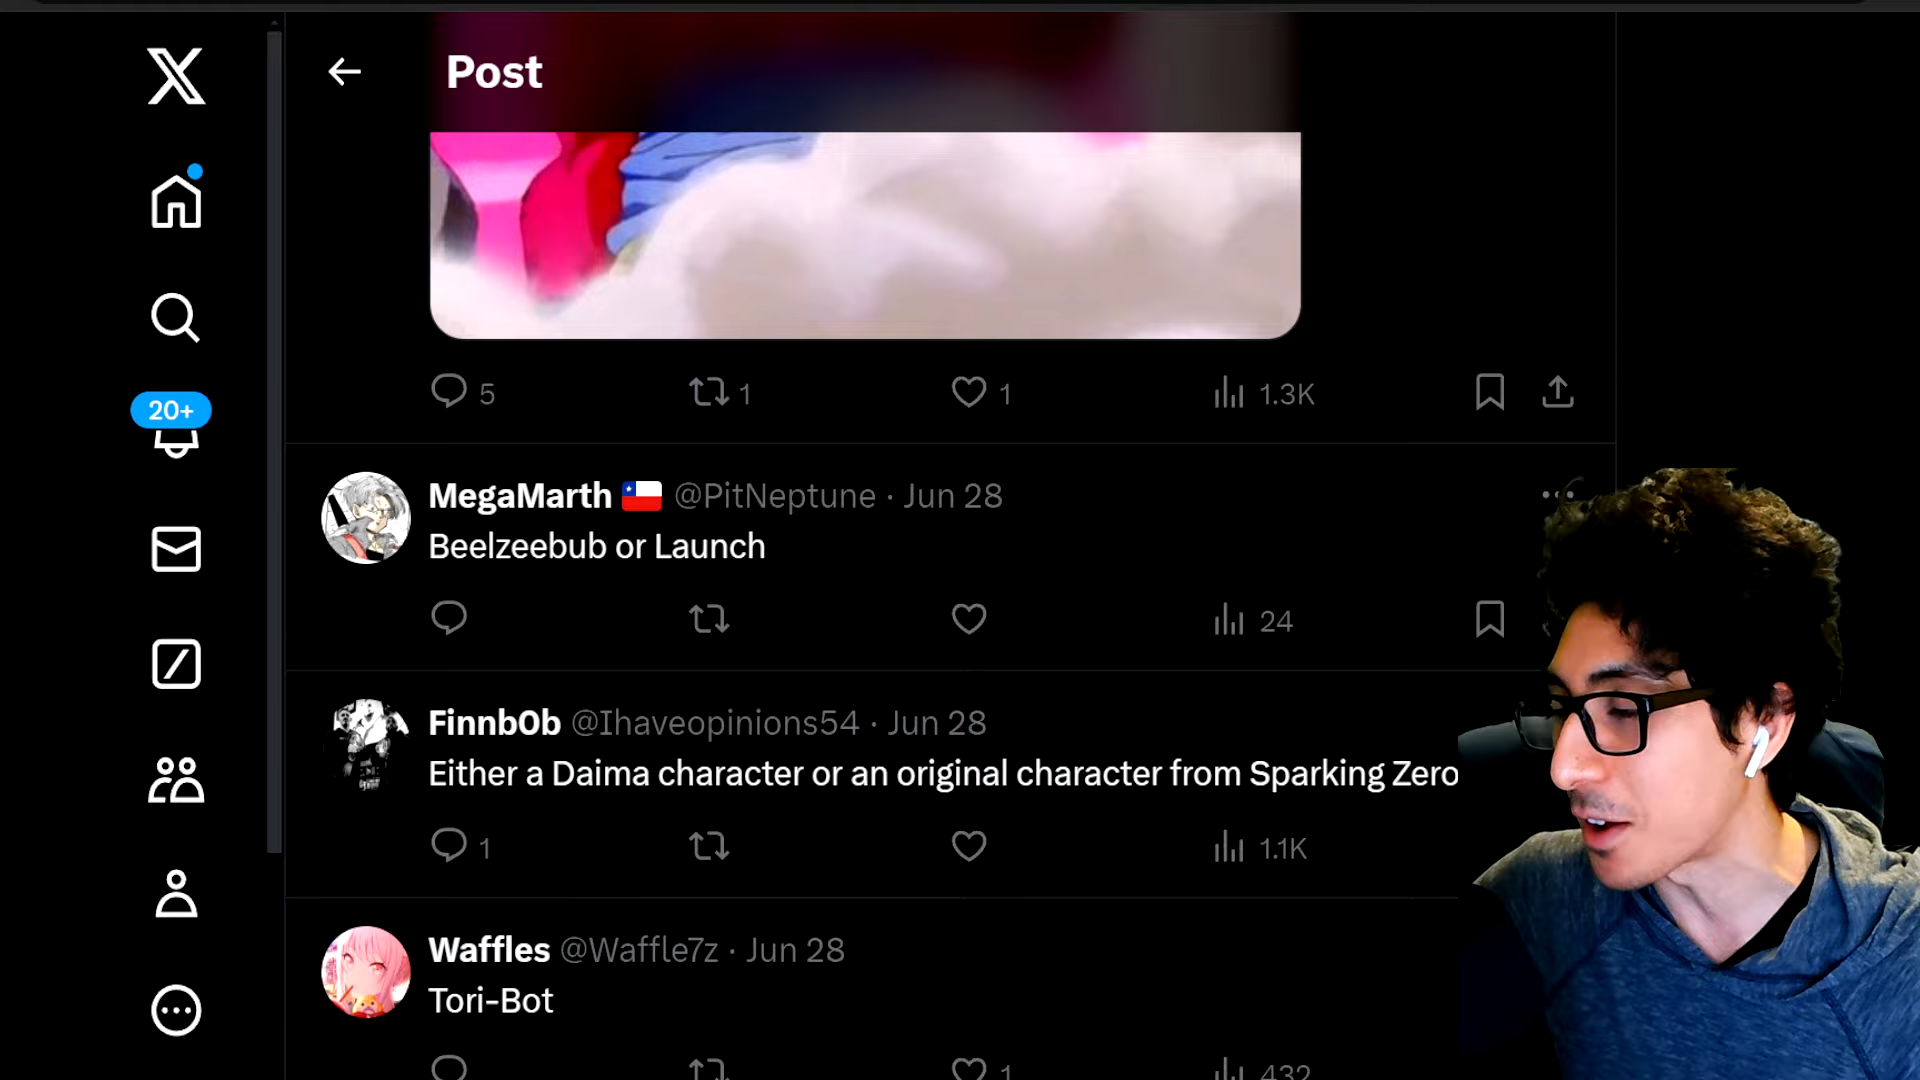 Post
5 1 1 1.3K
20+
MegaMarth @PitNeptune · Jun 28
Beelzeebub or Launch
24
Finnb0b @Ihaveopinions54 · Jun 28
Either a Daima character or an original character from Sparking Zero
1 1.1K
Waffles @Waffle7z · Jun 28
Tori-Bot
1 432